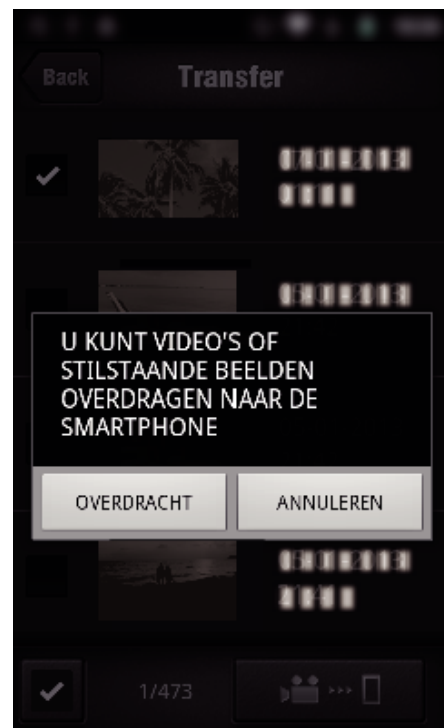 Back
Transfer
U KUNT VIDEO'S OF
STILSTAANDE BEELDEN
OVERDRAGEN NAAR DE
SMARTPHONE
OVERDRACHT
ANNULEREN
1/473